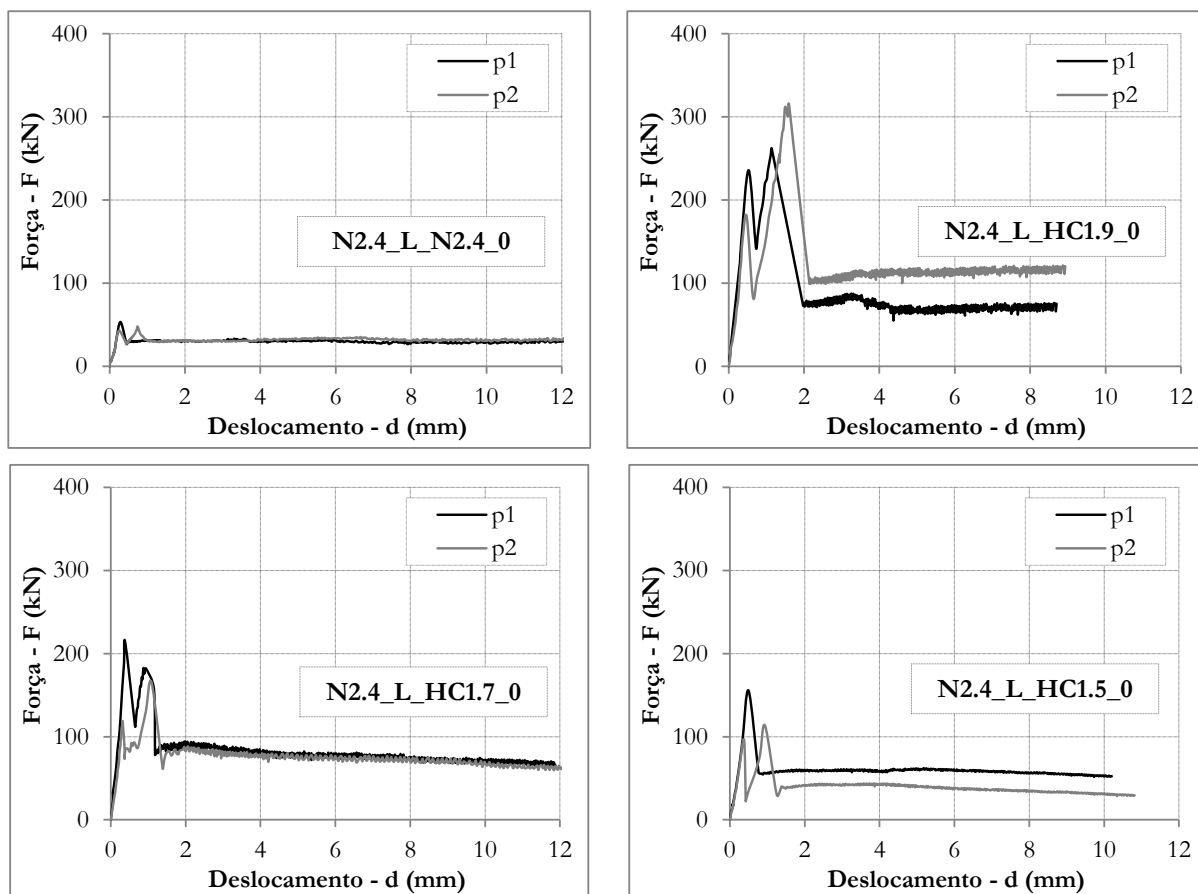 400
300
200
100
0
0 2 4 6 8 10 12
Força - F (kN)
Deslocamento - d (mm)
p1
p2
N2.4_L_N2.4_0
400
300
200
100
0
0 2 4 6 8 10 12
Força - F (kN)
Deslocamento - d (mm)
p1
p2
N2.4_L_HC1.9_0
400
300
200
100
0
0 2 4 6 8 10 12
Força - F (kN)
Deslocamento - d (mm)
p1
p2
N2.4_L_HC1.7_0
400
300
200
100
0
0 2 4 6 8 10 12
Força - F (kN)
Deslocamento - d (mm)
p1
p2
N2.4_L_HC1.5_0